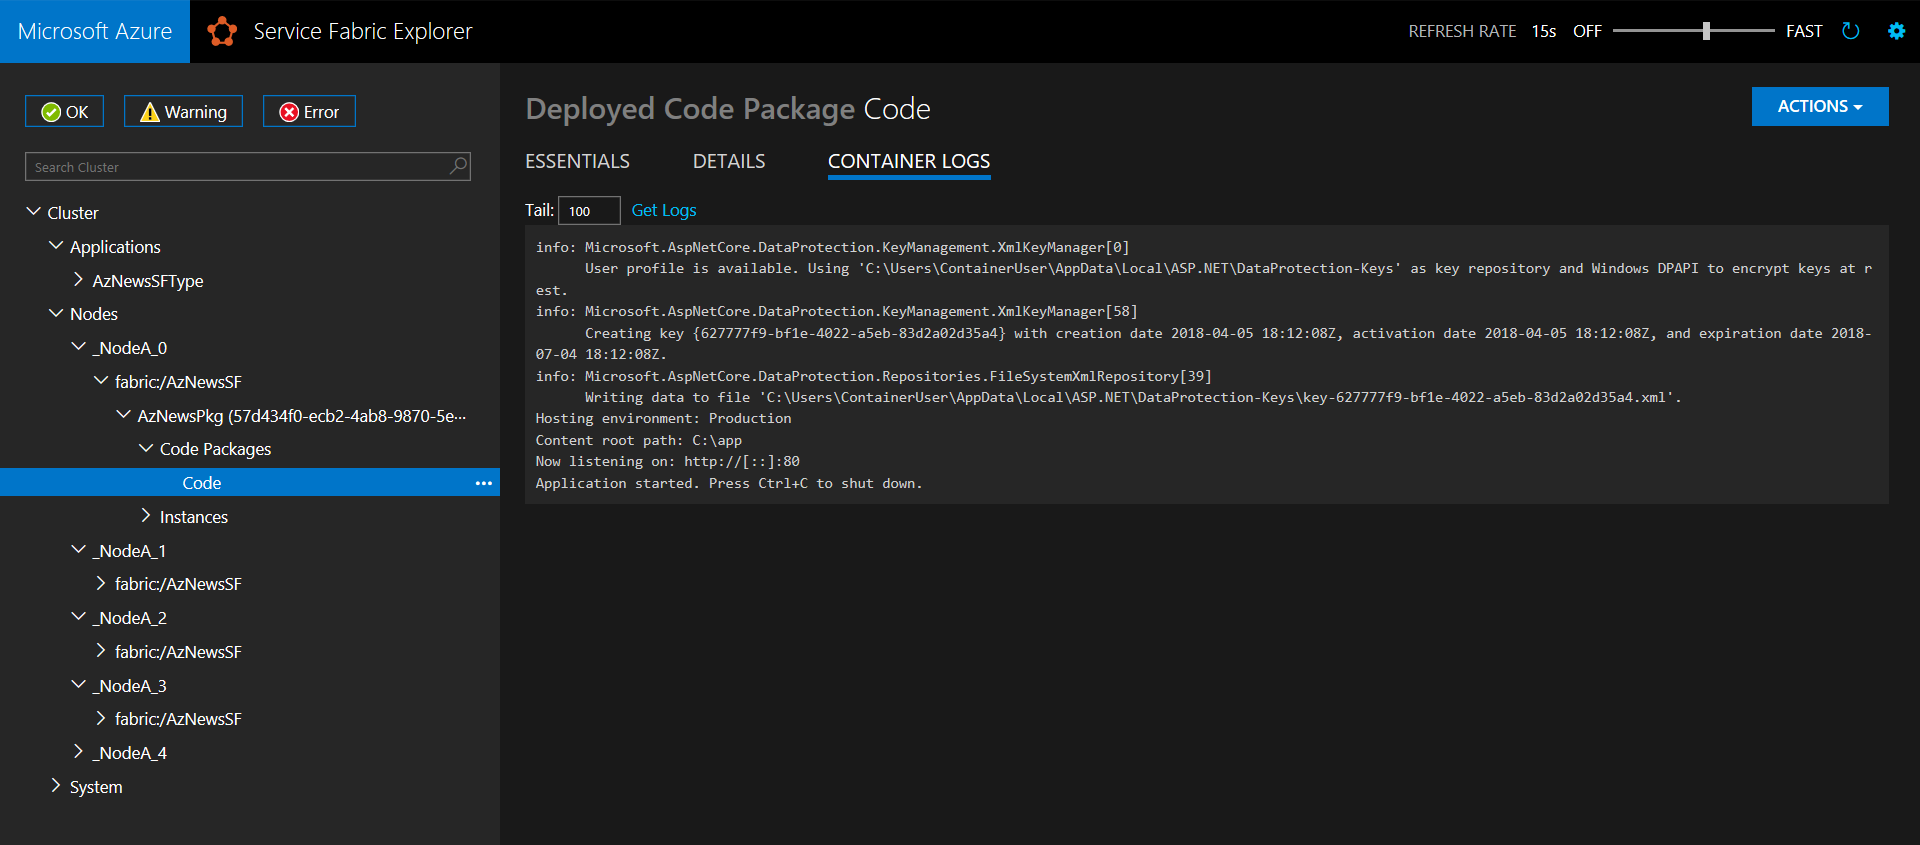 Microsoft Azure
Service Fabric Explorer
REFRESH RATE 15s OFF FAST
OK Warning Error
Search Cluster
Cluster
Applications
AzNewsSFType
Nodes
_NodeA_0
fabric:/AzNewsSF
AzNewsPkg (57d434f0-ecb2-4ab8-9870-5e···
Code Packages
Code ···
Instances
_NodeA_1
fabric:/AzNewsSF
_NodeA_2
fabric:/AzNewsSF
_NodeA_3
fabric:/AzNewsSF
_NodeA_4
System
Deployed Code Package Code
ACTIONS
ESSENTIALS DETAILS CONTAINER LOGS
Tail: 100 Get Logs
info: Microsoft.AspNetCore.DataProtection.KeyManagement.XmlKeyManager[0]
User profile is available. Using 'C:\Users\ContainerUser\AppData\Local\ASP.NET\DataProtection-Keys' as key repository and Windows DPAPI to encrypt keys at r
est.
info: Microsoft.AspNetCore.DataProtection.KeyManagement.XmlKeyManager[58]
Creating key {627777f9-bf1e-4022-a5eb-83d2a02d35a4} with creation date 2018-04-05 18:12:08Z, activation date 2018-04-05 18:12:08Z, and expiration date 2018-
07-04 18:12:08Z.
info: Microsoft.AspNetCore.DataProtection.Repositories.FileSystemXmlRepository[39]
Writing data to file 'C:\Users\ContainerUser\AppData\Local\ASP.NET\DataProtection-Keys\key-627777f9-bf1e-4022-a5eb-83d2a02d35a4.xml'.
Hosting environment: Production
Content root path: C:\app
Now listening on: http://[::]:80
Application started. Press Ctrl+C to shut down.